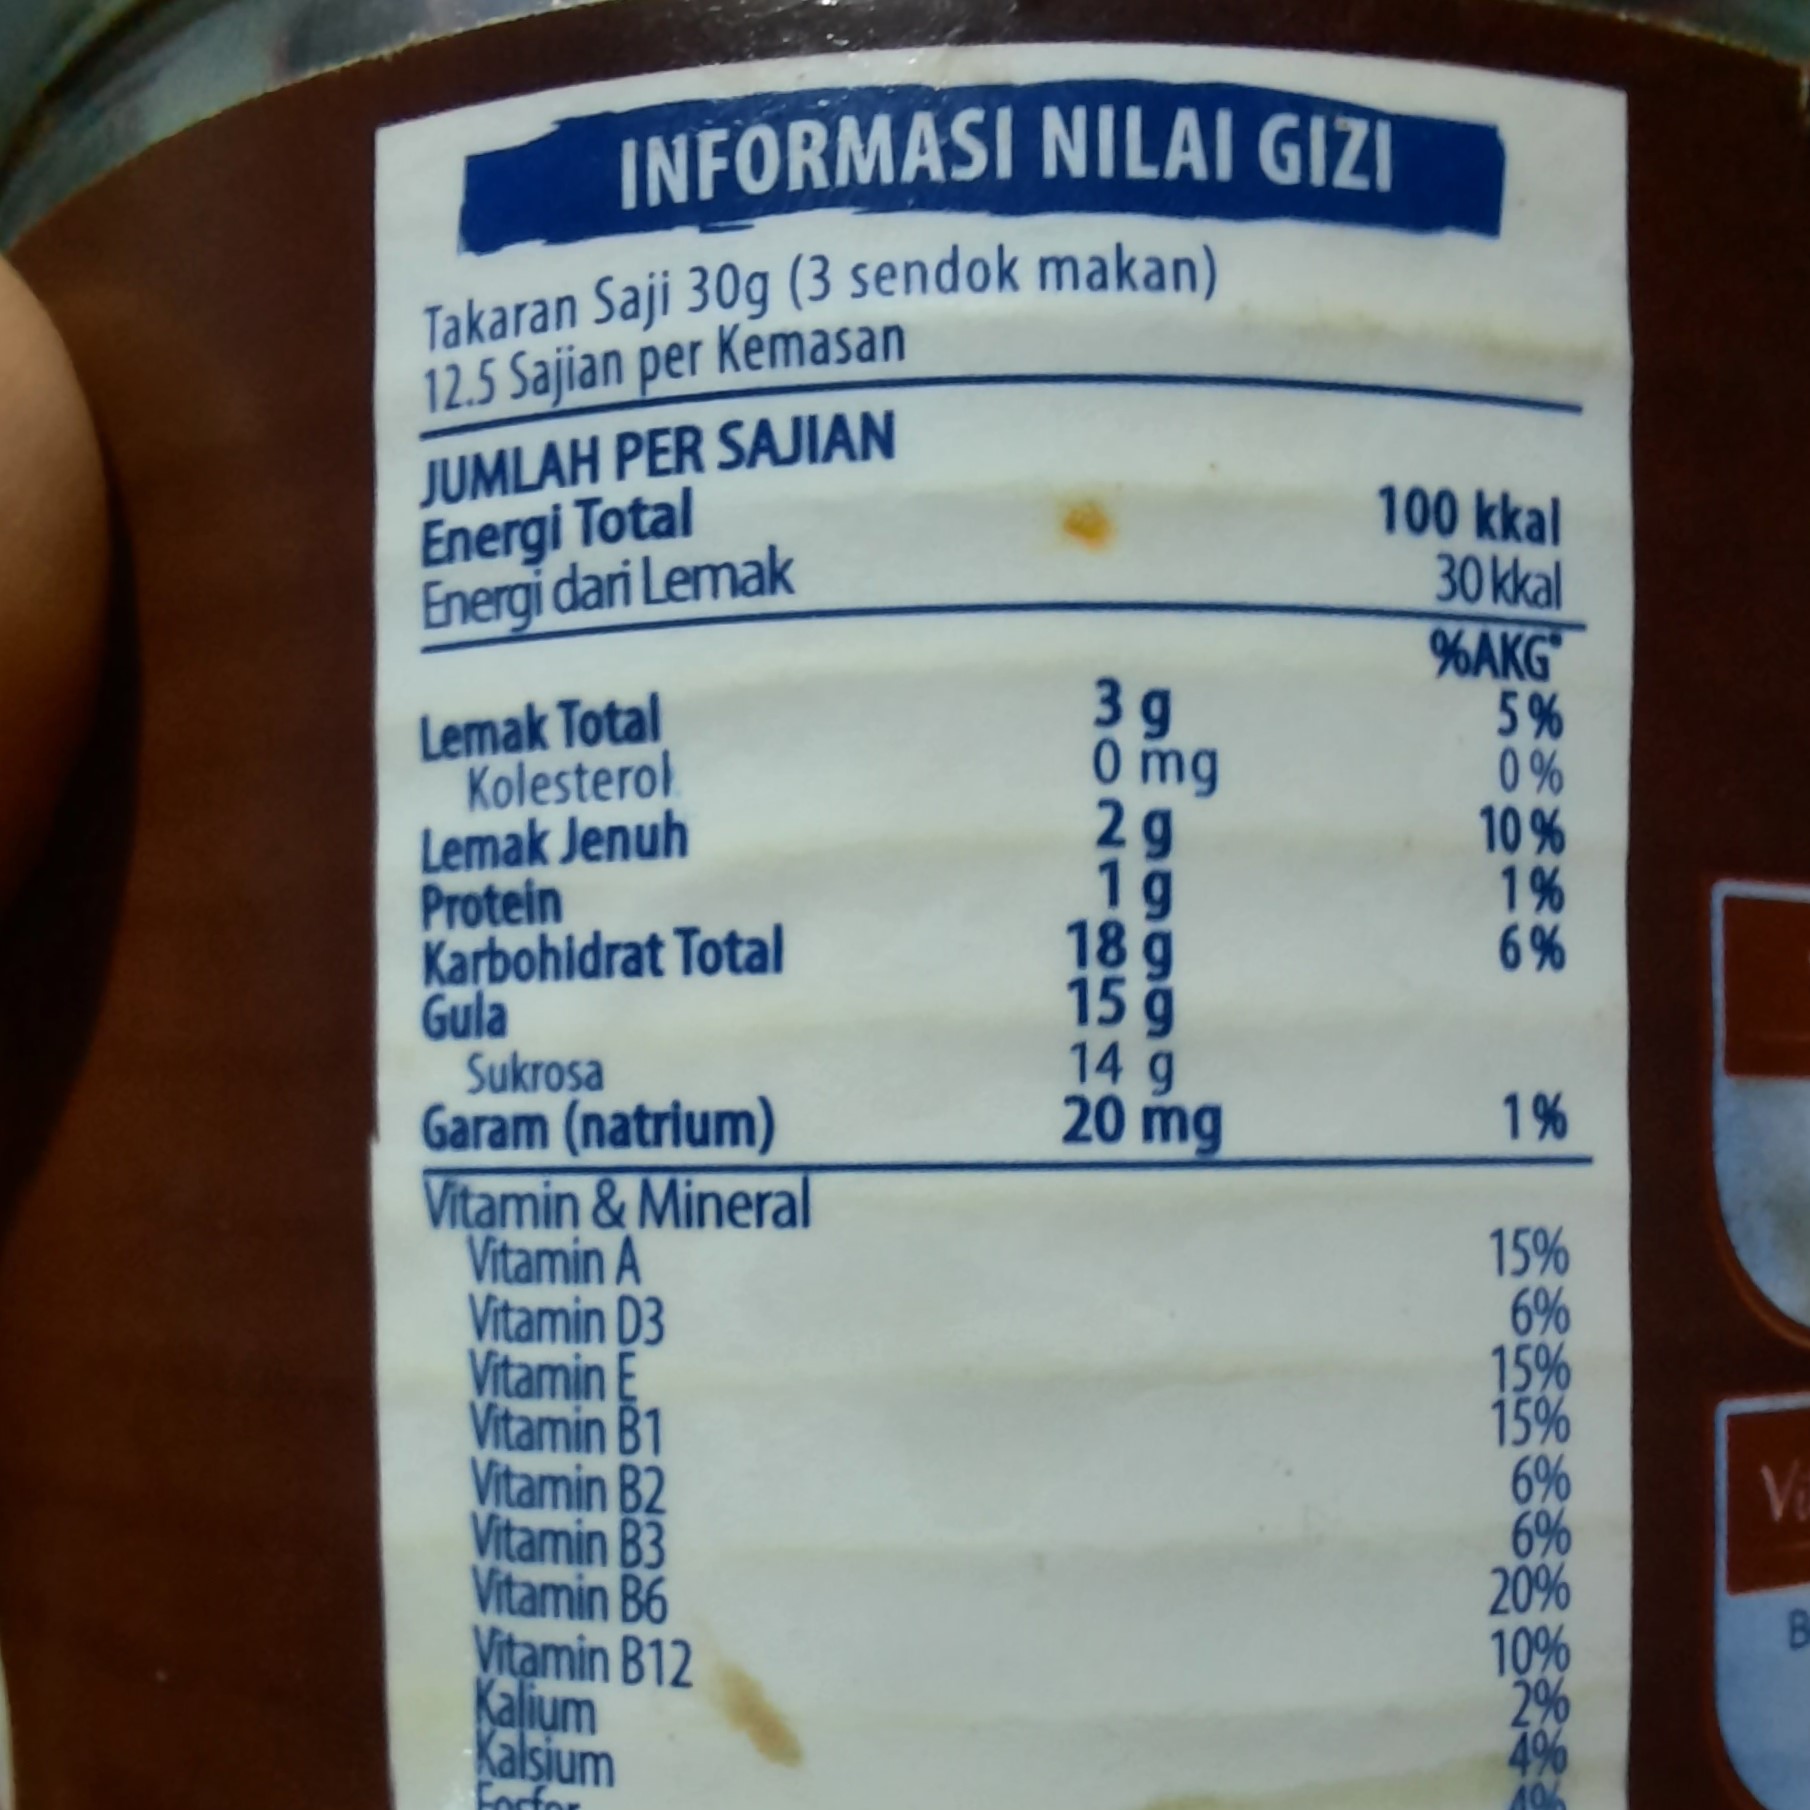 INFORMASI NILAI GIZI
Takaran Saji 30g (3 sendok makan)
12.5 Sajian per Kemasan
JUMLAH PER SAJIAN
Energi Total 100 kkal
Energi dari Lemak 30 kkal
%AKG*
Lemak Total 3 g 5%
Kolesterol 0 mg 0%
Lemak Jenuh 2 g 10%
Protein 1 g 1%
Karbohidrat Total 18 g 6%
Gula 15 g
Sukrosa 14 g
Garam (natrium) 20 mg 1%
Vitamin & Mineral
Vitamin A 15%
Vitamin D3 6%
Vitamin E 15%
Vitamin B1 15%
Vitamin B2 6%
Vitamin B3 6%
Vitamin B6 20%
Vitamin B12 10%
Kalium 2%
Kalsium 4%